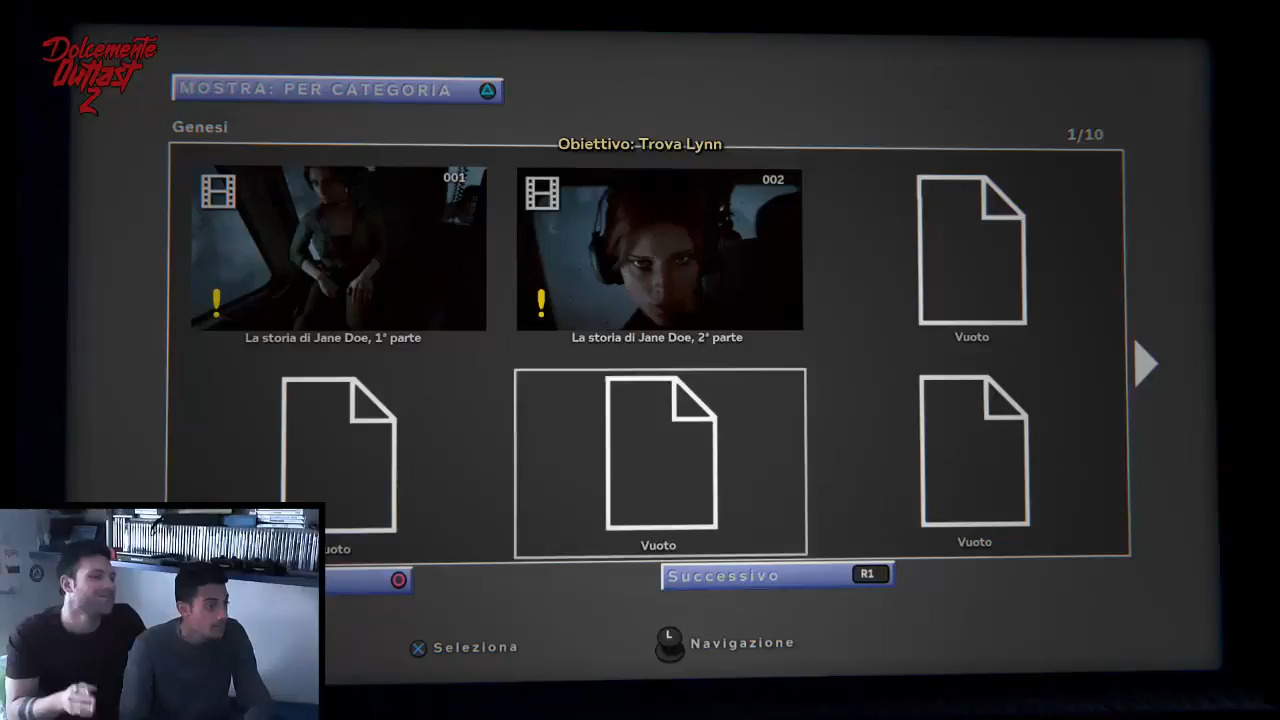 Dolcemente
Outlast
2
MOSTRA: PER CATEGORIA
Genesi
1/10
Obiettivo: Trova Lynn
001
002
La storia di Jane Doe, 1ª parte
La storia di Jane Doe, 2ª parte
Vuoto
Vuoto
Vuoto
Successivo
R1
Seleziona
L
Navigazione